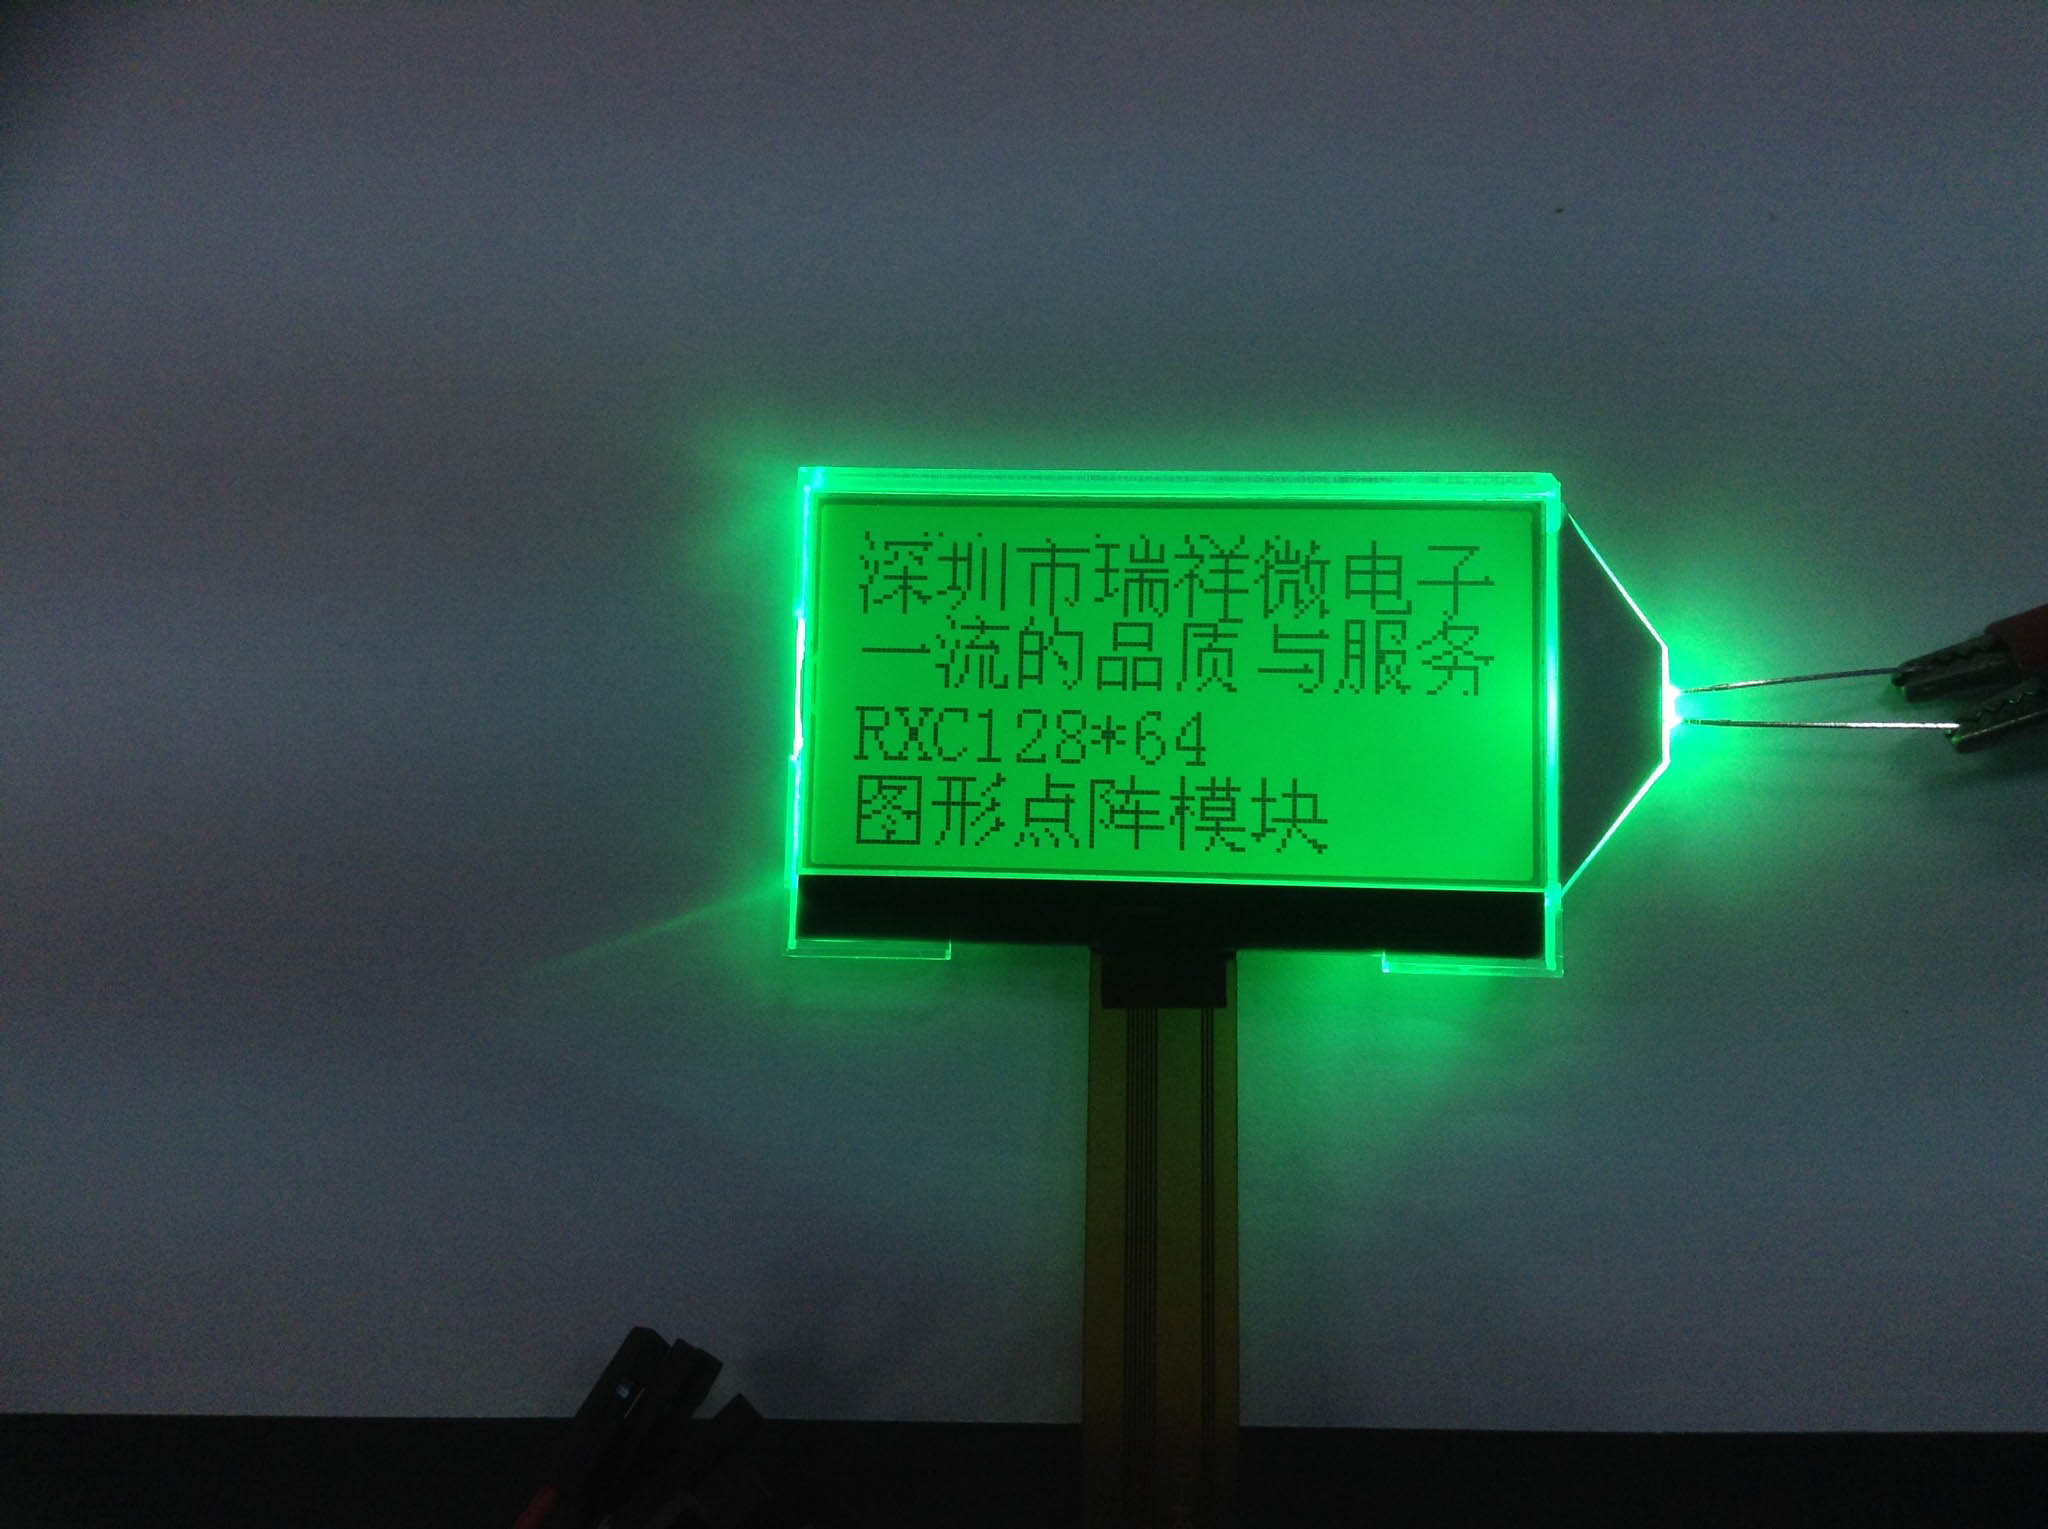 深圳市瑞祥微电子
一流的品质与服务
RXC128*64
图形点阵模块